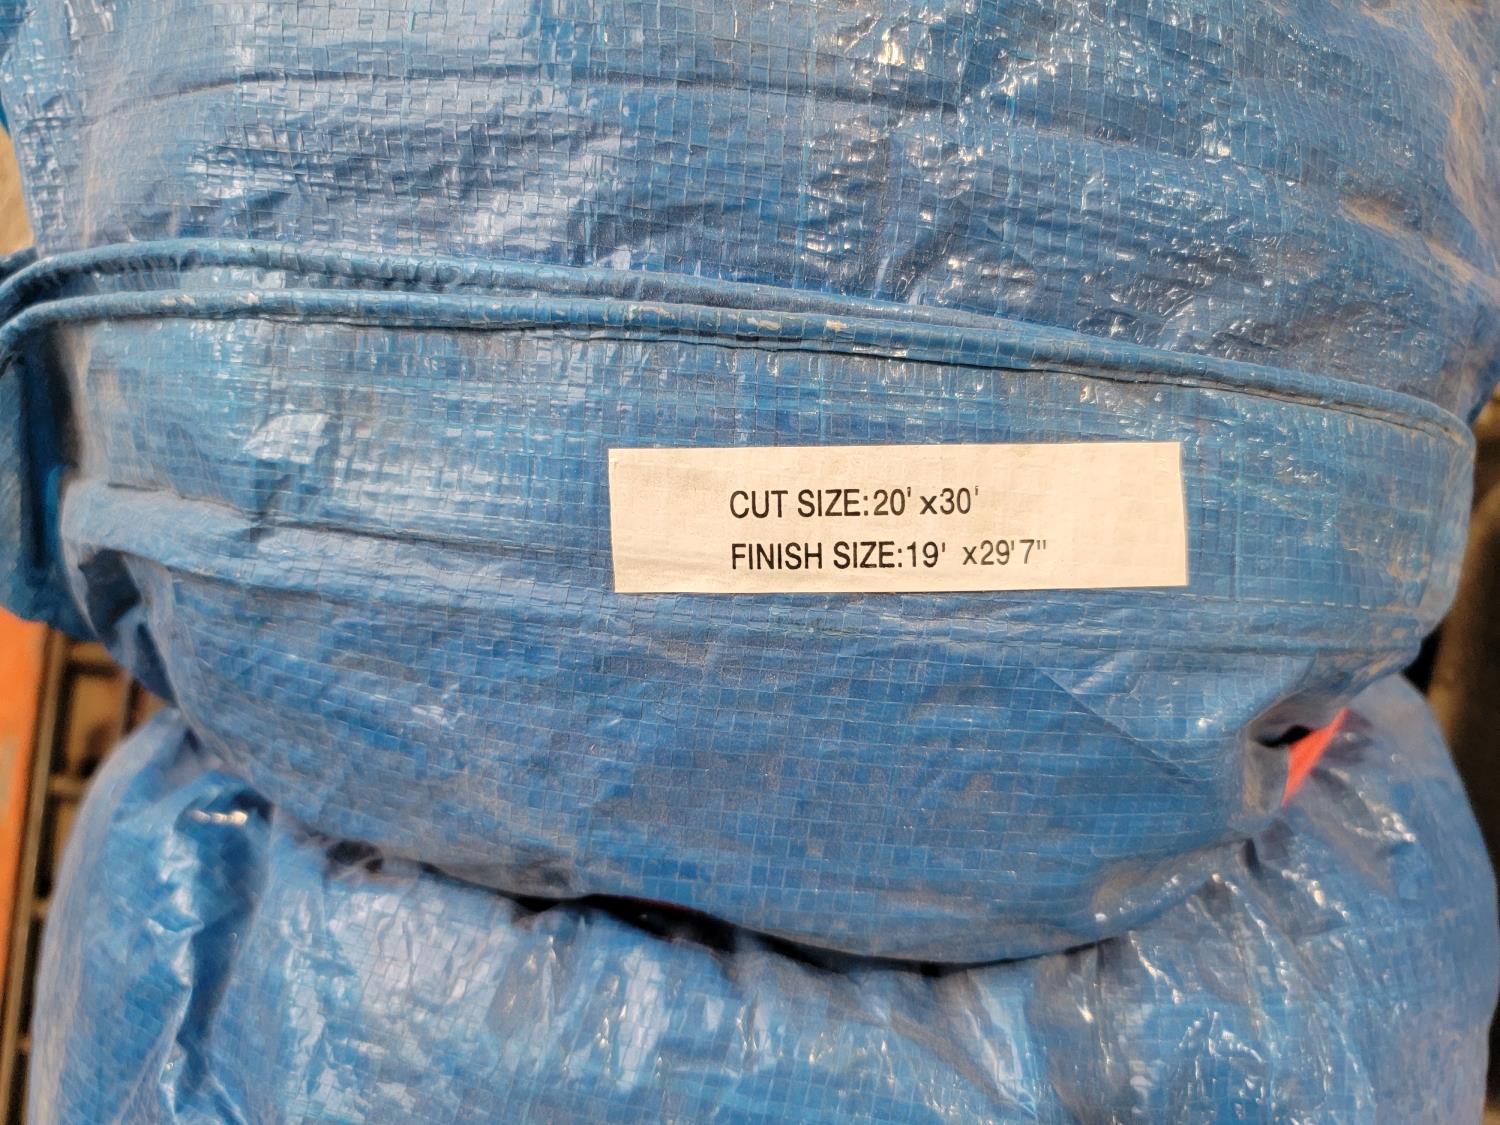 CUT SIZE:20' x30'
FINISH SIZE:19' x29'7"